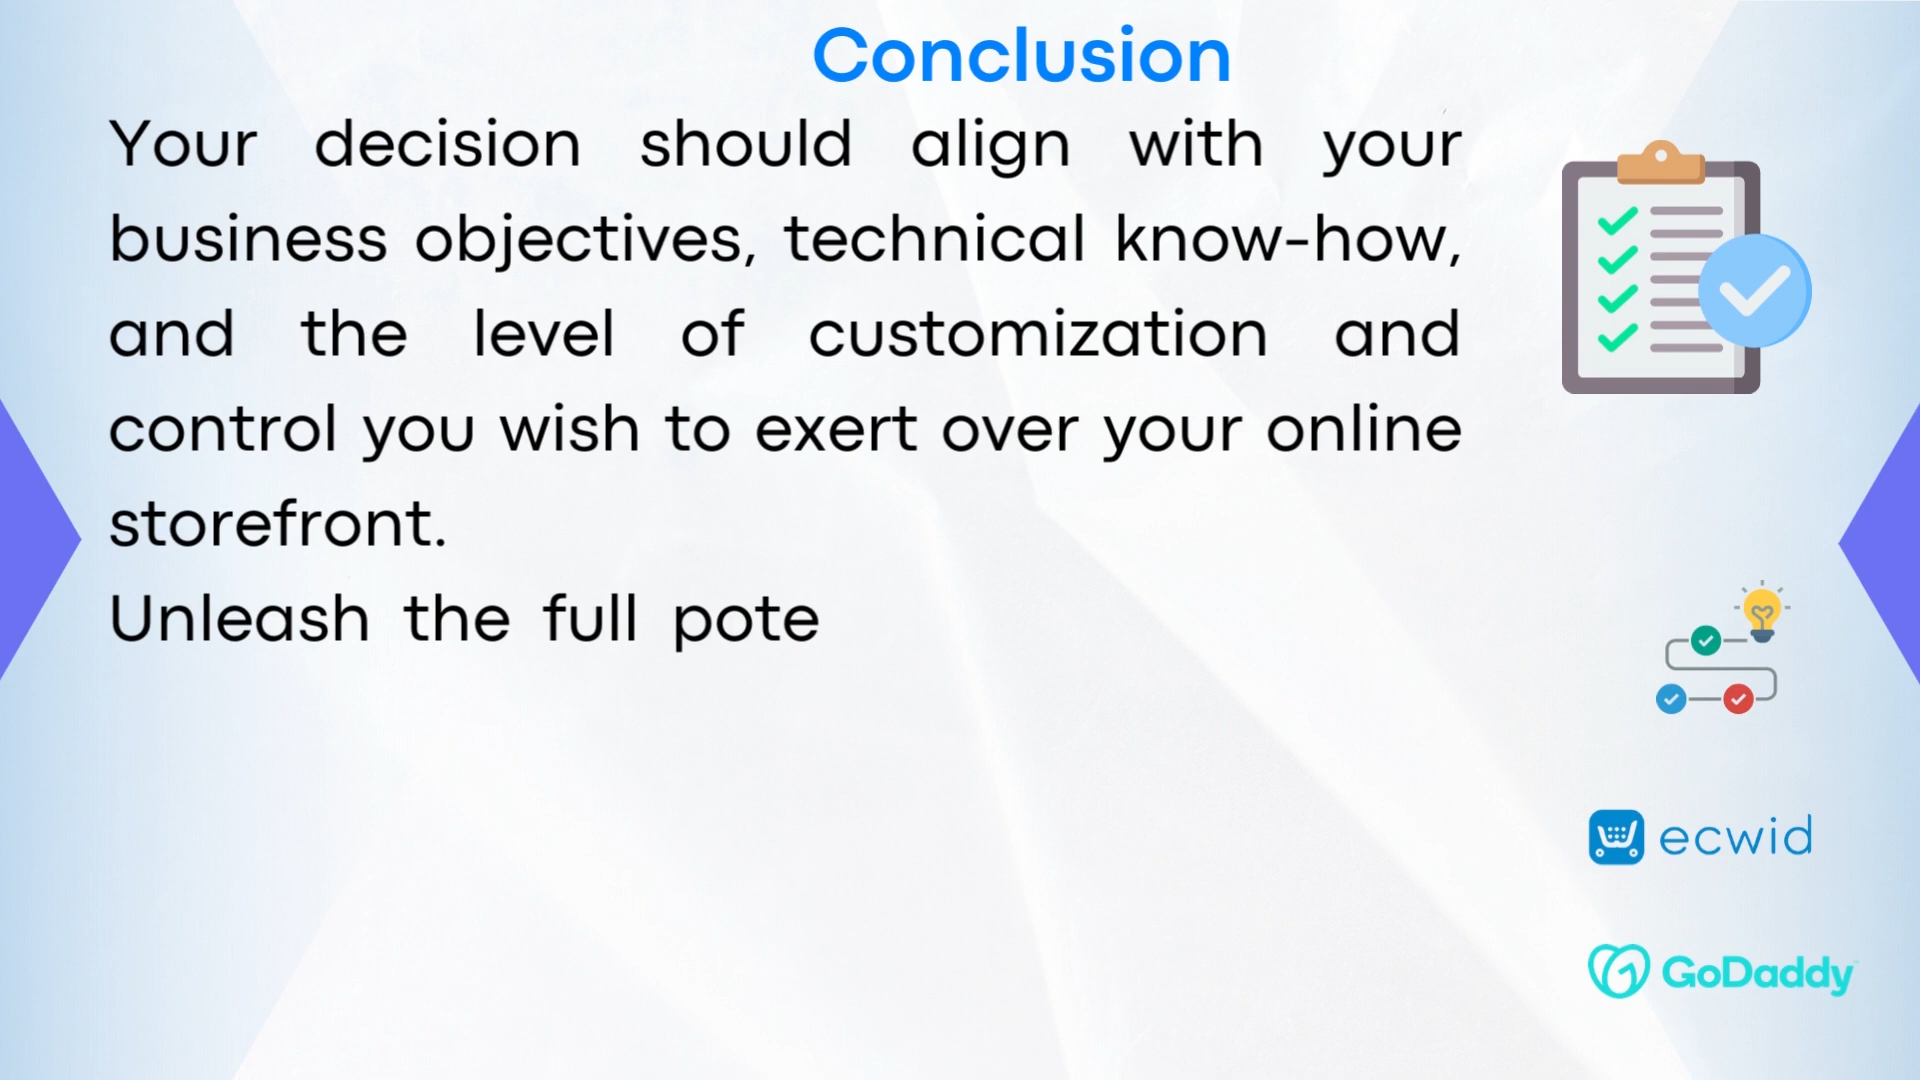 Conclusion
Your decision should align with your
business objectives, technical know-how,
and the level of customization and
control you wish to exert over your online
storefront.
Unleash the full pote
ecwid
GoDaddy